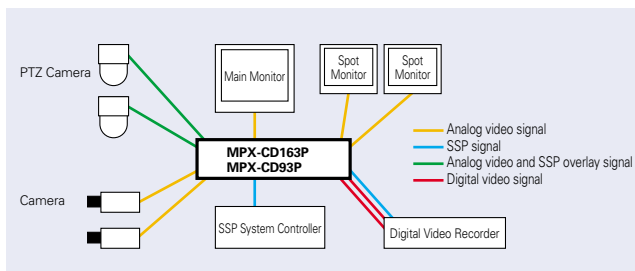 PTZ Camera
Main Monitor
Spot
Monitor
Spot
Monitor
Analog video signal
SSP signal
Analog video and SSP overlay signal
Digital video signal
MPX-CD163P
MPX-CD93P
Camera
SSP System Controller
Digital Video Recorder